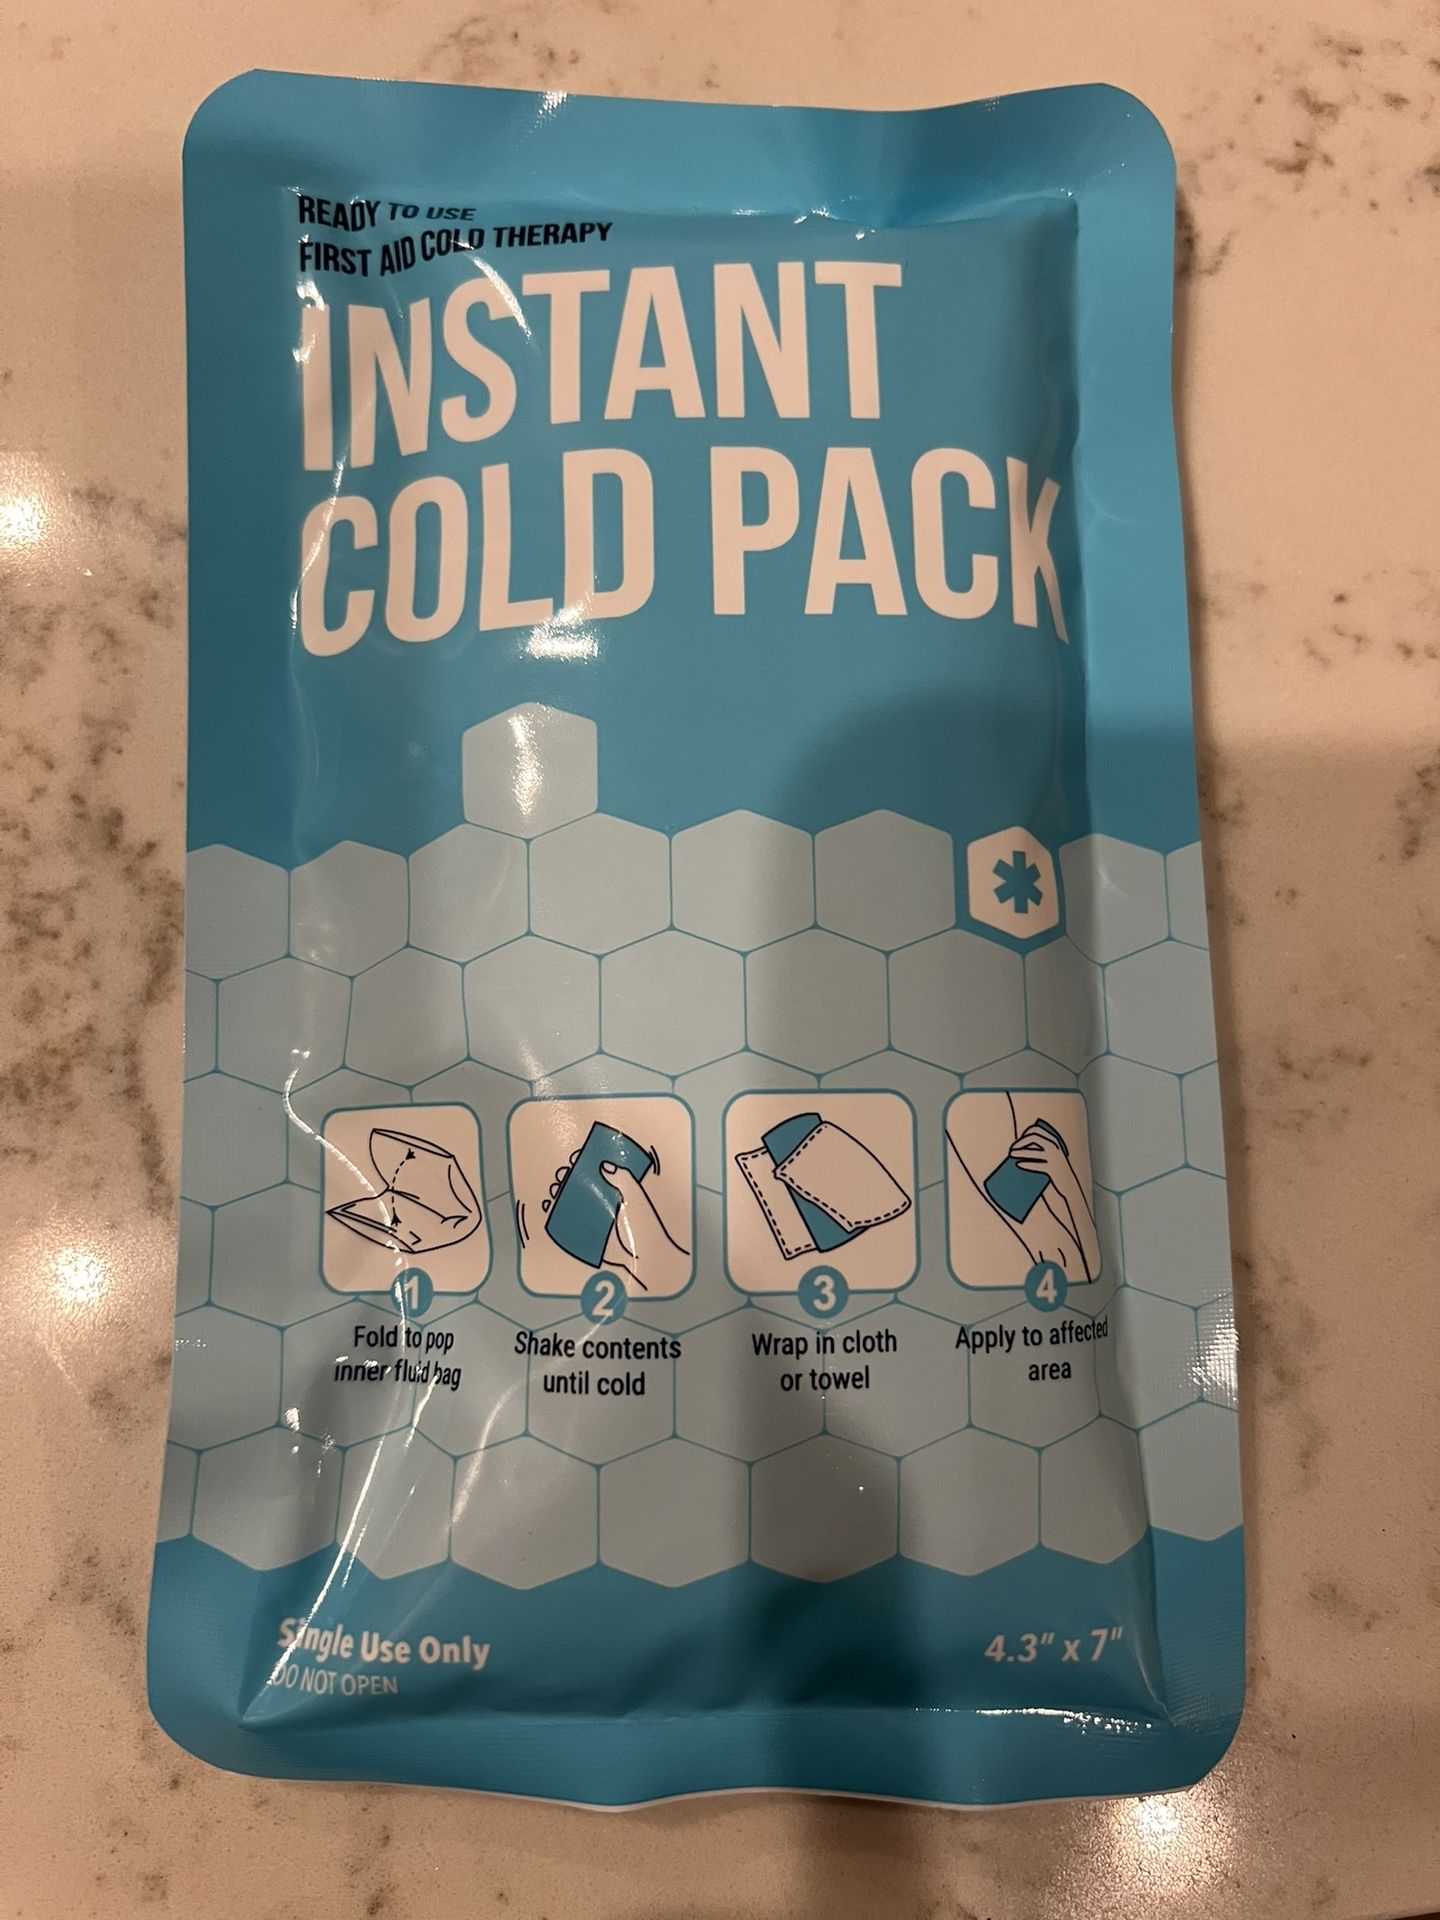 READY TO USE
FIRST AID COLD THERAPY
INSTANT
COLD PACK
1
Fold to pop
inner fluid bag
2
Shake contents
until cold
3
Wrap in cloth
or towel
4
Apply to affected
area
Single Use Only
DO NOT OPEN
4.3" x 7"